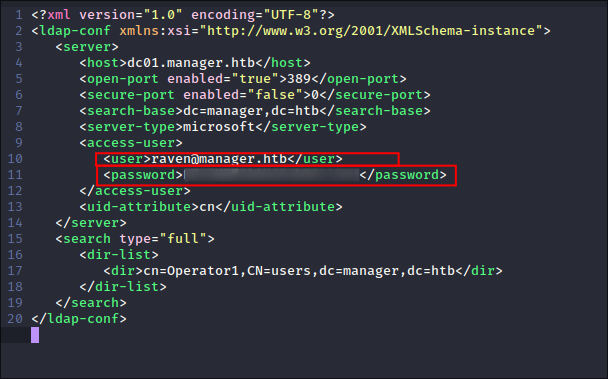 1 <?xml version="1.0" encoding="UTF-8"?>
2 <ldap-conf xmlns:xsi="http://www.w3.org/2001/XMLSchema-instance">
3 <server>
4 <host>dc01.manager.htb</host>
5 <open-port enabled="true">389</open-port>
6 <secure-port enabled="false">0</secure-port>
7 <search-base>dc=manager,dc=htb</search-base>
8 <server-type>microsoft</server-type>
9 <access-user>
10 <user>raven@manager.htb</user>
11 <password></password>
12 </access-user>
13 <uid-attribute>cn</uid-attribute>
14 </server>
15 <search type="full">
16 <dir-list>
17 <dir>cn=Operator1,CN=users,dc=manager,dc=htb</dir>
18 </dir-list>
19 </search>
20 </ldap-conf>